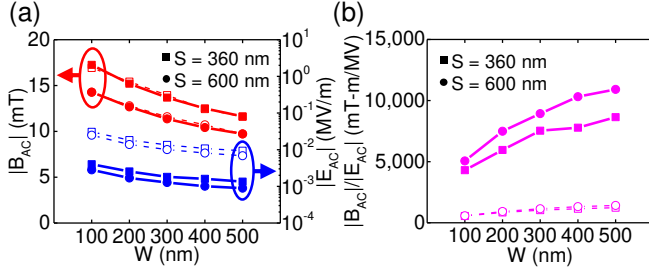 (a)
(b)
20
15
10
5
0
|B_AC| (mT)
S = 360 nm
S = 600 nm
10^1
10^0
10^-1
10^-2
10^-3
10^-4
|E_AC| (MV/m)
100 200 300 400 500
W (nm)
15,000
10,000
5,000
0
|B_AC|/|E_AC| (mT-m/MV)
S = 360 nm
S = 600 nm
100 200 300 400 500
W (nm)